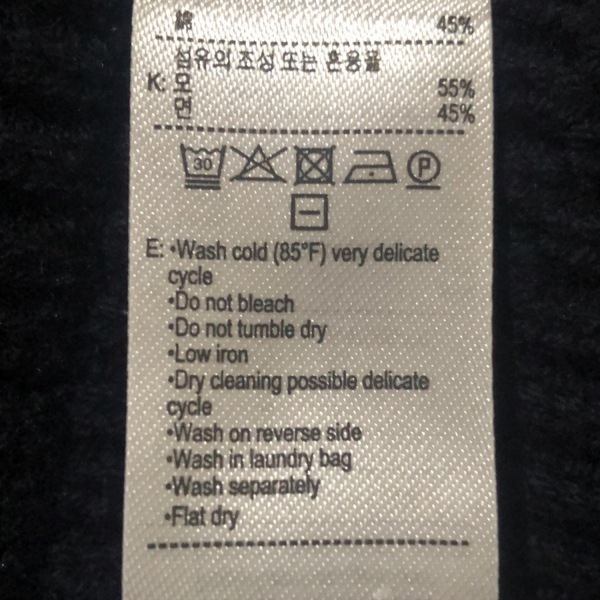 綿 45%
섬유의 조성 또는 혼용률
K: 모 55%
면 45%
30 P
E: •Wash cold (85°F) very delicate
cycle
•Do not bleach
•Do not tumble dry
•Low iron
•Dry cleaning possible delicate
cycle
•Wash on reverse side
•Wash in laundry bag
•Wash separately
•Flat dry